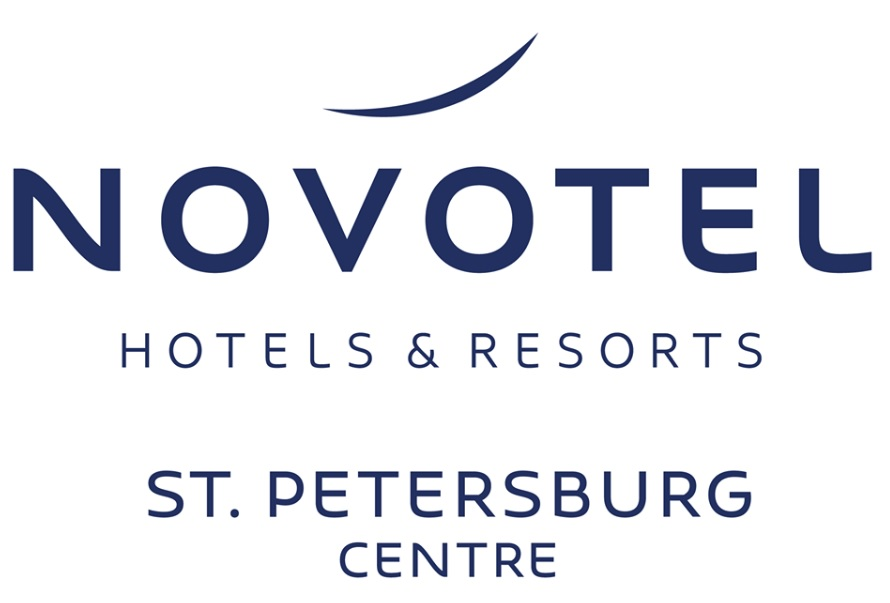 NOVOTEL
HOTELS & RESORTS
ST. PETERSBURG
CENTRE